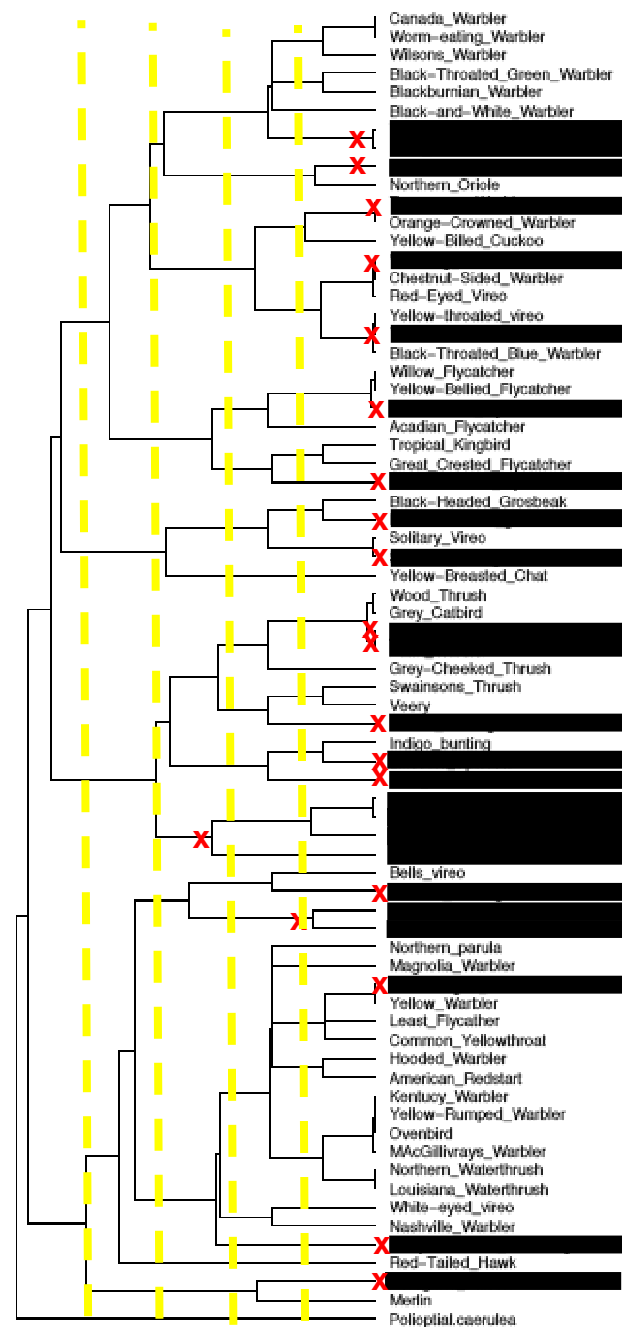 Canada_Warbler
Worm-eating_Warbler
Wilsons_Warbler
Black-Throated_Green_Warbler
Blackburnian_Warbler
Black-and-White_Warbler
X
X
Northern_Oriole
X
Orange-Crowned_Warbler
Yellow-Billed_Cuckoo
X
Chestnut-Sided_Warbler
Red-Eyed_Vireo
Yellow-throated_vireo
X
Black-Throated_Blue_Warbler
Willow_Flycatcher
Yellow-Bellied_Flycatcher
X
Acadian_Flycatcher
Tropical_Kingbird
Great_Crested_Flycatcher
X
Black-Headed_Grosbeak
X
Solitary_Vireo
X
Yellow-Breasted_Chat
Wood_Thrush
Grey_Catbird
X
X
Grey-Cheeked_Thrush
Swainsons_Thrush
Veery
X
Indigo_bunting
X
X
X
Bells_vireo
X
X
Northern_parula
Magnolia_Warbler
X
Yellow_Warbler
Least_Flycather
Common_Yellowthroat
Hooded_Warbler
American_Redstart
Kentucy_Warbler
Yellow-Rumped_Warbler
Ovenbird
MAcGillivrays_Warbler
Northern_Waterthrush
Louisiana_Waterthrush
White-eyed_vireo
Nashville_Warbler
X
Red-Tailed_Hawk
X
Merlin
Polioptial.caerulea